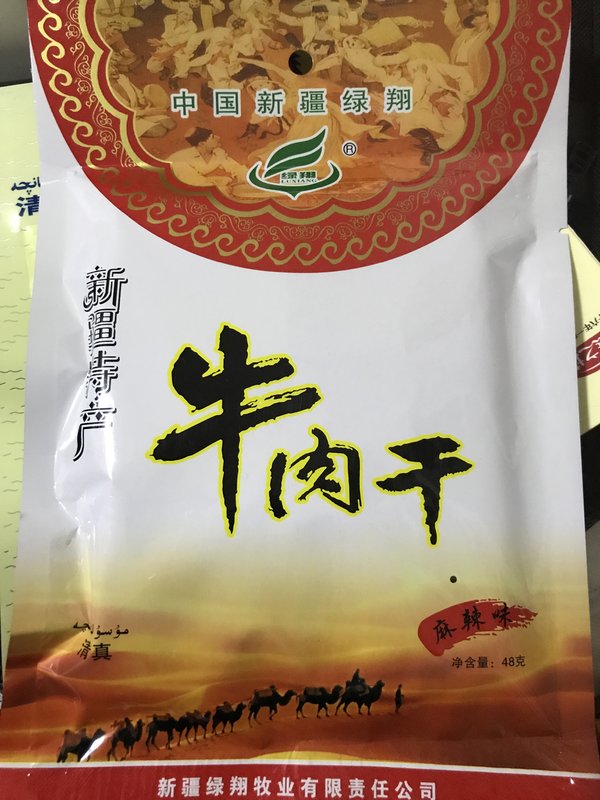 中国新疆绿翔
绿翔
LUXIANG
®
新疆特产
牛肉干
麻辣味
净含量：48克
مۇسۇلمانچە
清真
新疆绿翔牧业有限责任公司
清